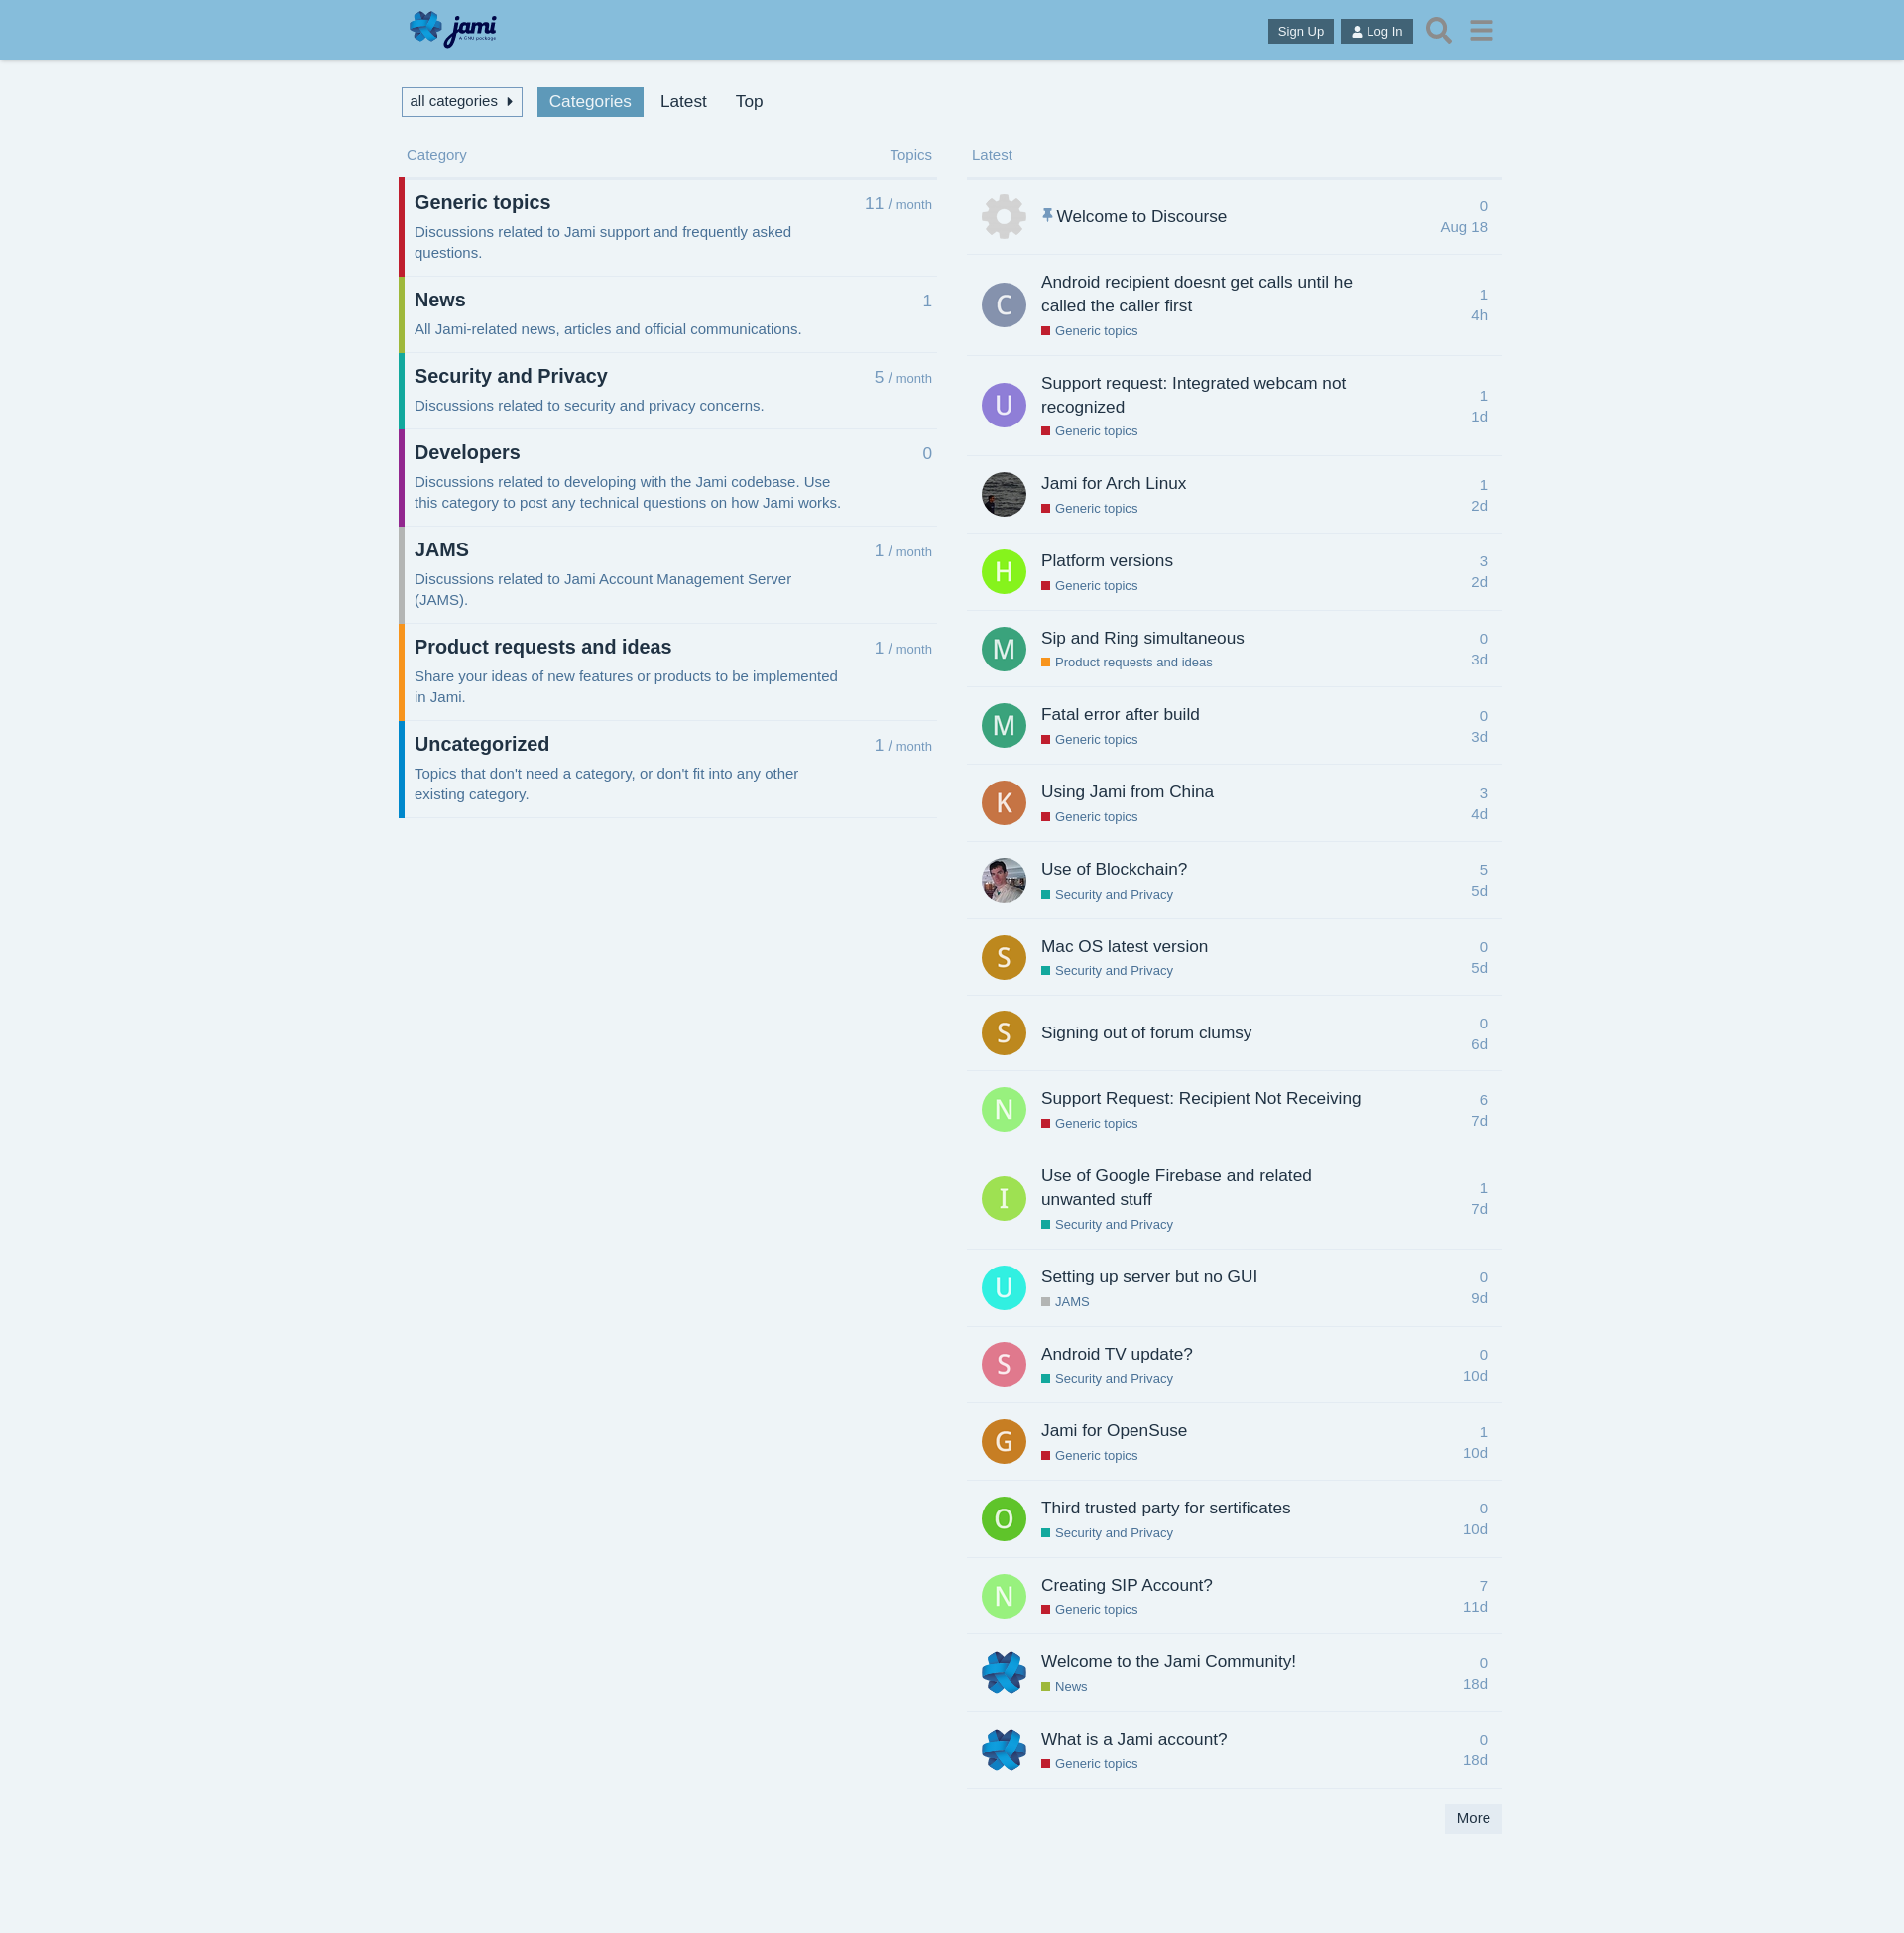 jami
A GNU package
Sign Up
Log In
all categories
Categories
Latest
Top
Category
Topics
Generic topics
11 / month
Discussions related to Jami support and frequently asked
questions.
News
1
All Jami-related news, articles and official communications.
Security and Privacy
5 / month
Discussions related to security and privacy concerns.
Developers
0
Discussions related to developing with the Jami codebase. Use
this category to post any technical questions on how Jami works.
JAMS
1 / month
Discussions related to Jami Account Management Server
(JAMS).
Product requests and ideas
1 / month
Share your ideas of new features or products to be implemented
in Jami.
Uncategorized
1 / month
Topics that don't need a category, or don't fit into any other
existing category.
Latest
Welcome to Discourse
0
Aug 18
C
Android recipient doesnt get calls until he
called the caller first
Generic topics
1
4h
U
Support request: Integrated webcam not
recognized
Generic topics
1
1d
Jami for Arch Linux
Generic topics
1
2d
H
Platform versions
Generic topics
3
2d
M
Sip and Ring simultaneous
Product requests and ideas
0
3d
M
Fatal error after build
Generic topics
0
3d
K
Using Jami from China
Generic topics
3
4d
Use of Blockchain?
Security and Privacy
5
5d
S
Mac OS latest version
Security and Privacy
0
5d
S
Signing out of forum clumsy
0
6d
N
Support Request: Recipient Not Receiving
Generic topics
6
7d
I
Use of Google Firebase and related
unwanted stuff
Security and Privacy
1
7d
U
Setting up server but no GUI
JAMS
0
9d
S
Android TV update?
Security and Privacy
0
10d
G
Jami for OpenSuse
Generic topics
1
10d
O
Third trusted party for sertificates
Security and Privacy
0
10d
N
Creating SIP Account?
Generic topics
7
11d
Welcome to the Jami Community!
News
0
18d
What is a Jami account?
Generic topics
0
18d
More